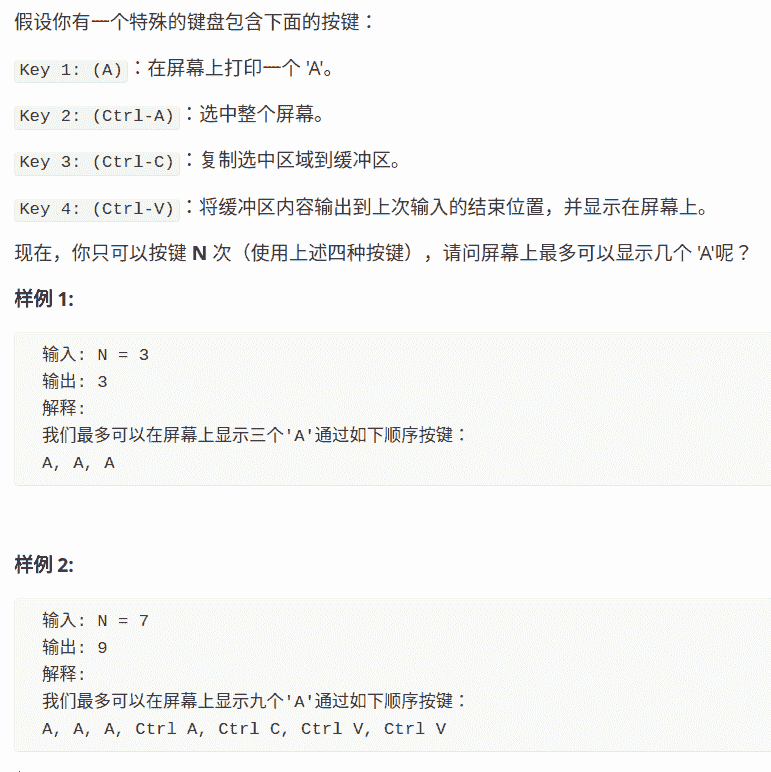 假设你有一个特殊的键盘包含下面的按键：
Key 1: (A)：在屏幕上打印一个 'A'。
Key 2: (Ctrl-A)：选中整个屏幕。
Key 3: (Ctrl-C)：复制选中区域到缓冲区。
Key 4: (Ctrl-V)：将缓冲区内容输出到上次输入的结束位置，并显示在屏幕上。
现在，你只可以按键 N 次（使用上述四种按键），请问屏幕上最多可以显示几个 'A'呢？
样例 1:
输入: N = 3
输出: 3
解释:
我们最多可以在屏幕上显示三个'A'通过如下顺序按键：
A, A, A
样例 2:
输入: N = 7
输出: 9
解释:
我们最多可以在屏幕上显示九个'A'通过如下顺序按键：
A, A, A, Ctrl A, Ctrl C, Ctrl V, Ctrl V